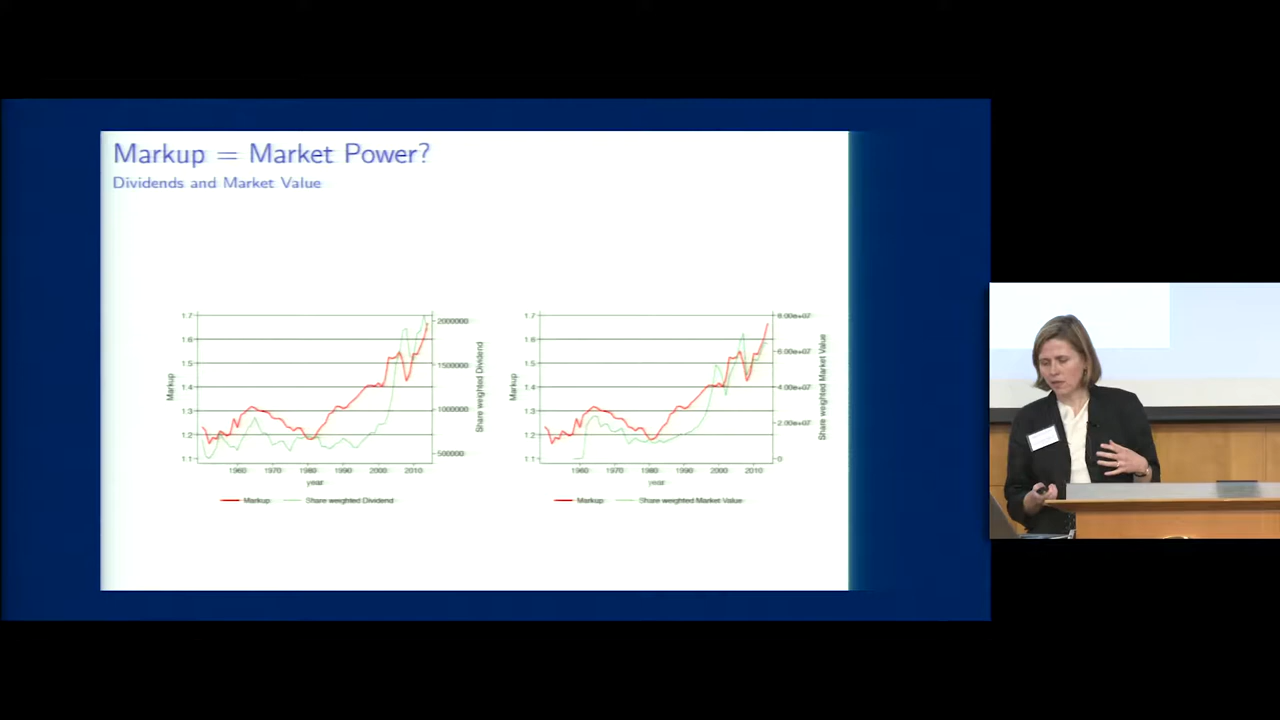 Markup = Market Power?
Dividends and Market Value
1.7
1.6
1.5
1.4
1.3
1.2
1.1
Markup
2000000
1500000
1000000
500000
Share weighted Dividend
1960 1970 1980 1990 2000 2010
year
Markup Share weighted Dividend
1.7
1.6
1.5
1.4
1.3
1.2
1.1
Markup
8.00e+07
6.00e+07
4.00e+07
2.00e+07
0
Share weighted Market Value
1960 1970 1980 1990 2000 2010
year
Markup Share weighted Market Value